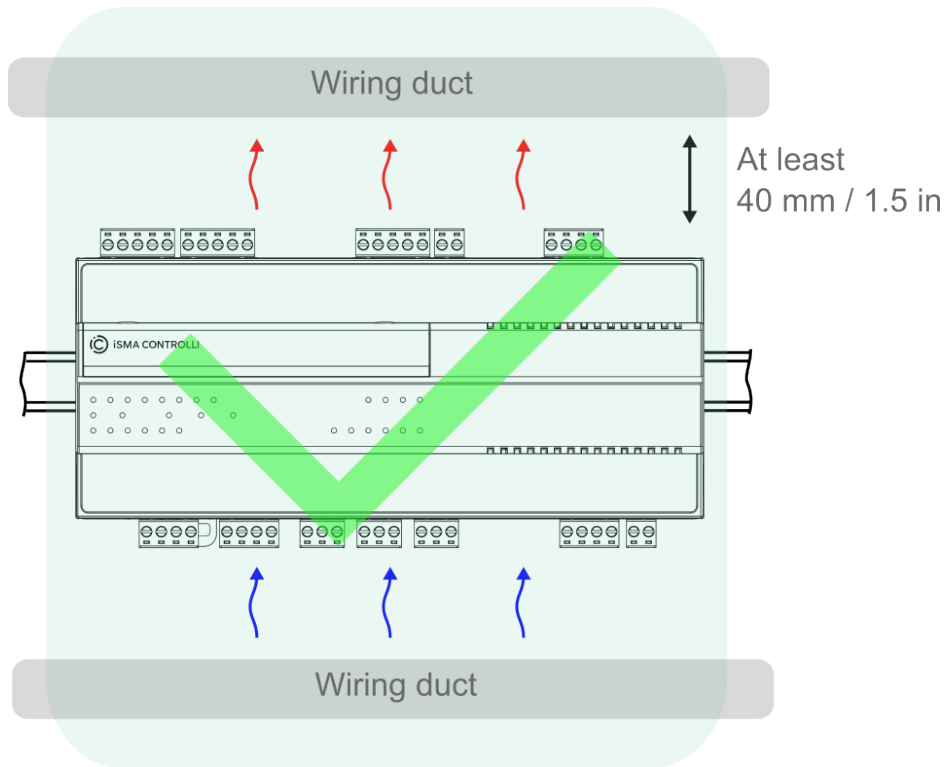 Wiring duct
At least
40 mm / 1.5 in
iSMA CONTROLLI
Wiring duct